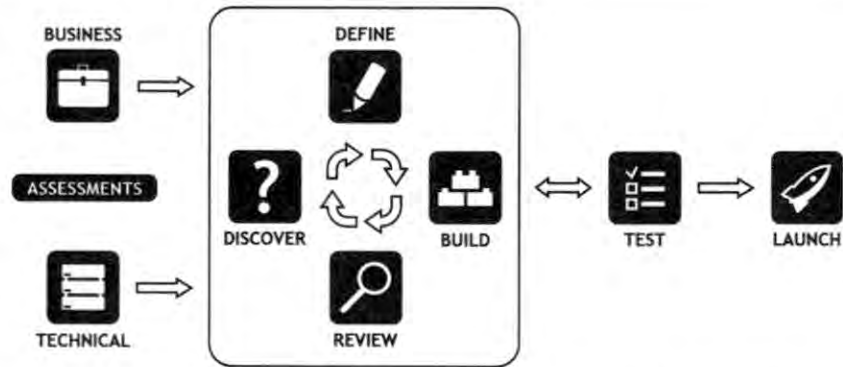 BUSINESS
DEFINE
ASSESSMENTS
?
DISCOVER
BUILD
TEST
LAUNCH
TECHNICAL
REVIEW